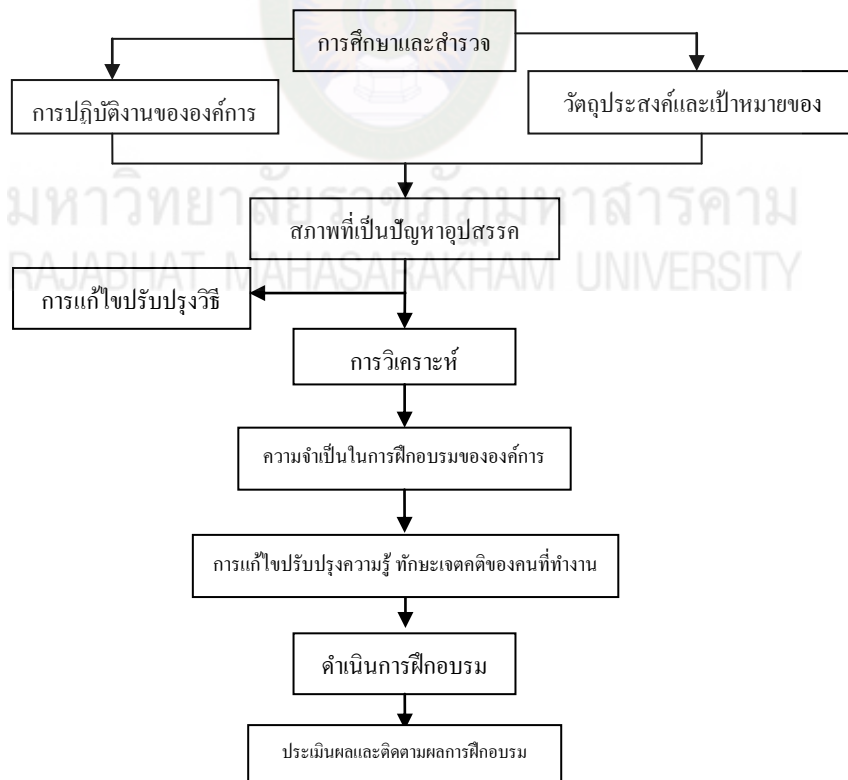 การศึกษาและสำรวจ
การปฏิบัติงานขององค์การ
วัตถุประสงค์และเป้าหมายของ
มหาวิทยาลัยราชภัฏมหาสารคาม
RAJABHAT MAHASARAKHAM UNIVERSITY
สภาพที่เป็นปัญหาอุปสรรค
การแก้ไขปรับปรุงวิธี
การวิเคราะห์
ความจำเป็นในการฝึกอบรมขององค์การ
การแก้ไขปรับปรุงความรู้ ทักษะเจตคติของคนที่ทำงาน
ดำเนินการฝึกอบรม
ประเมินผลและติดตามผลการฝึกอบรม